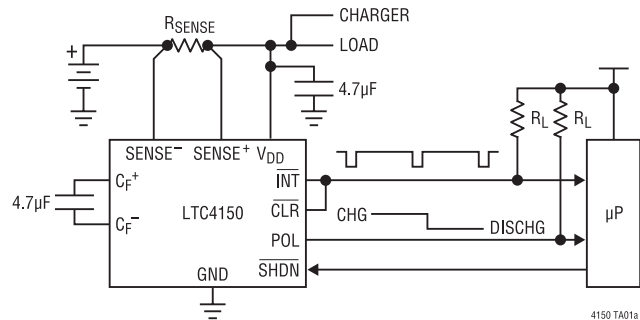 CHARGER
RSENSE
LOAD
+
4.7µF
RL
RL
SENSE–
SENSE+
VDD
CF+
INT
4.7µF
LTC4150
CLR
CHG
DISCHG
µP
CF–
POL
GND
SHDN
4150 TA01a